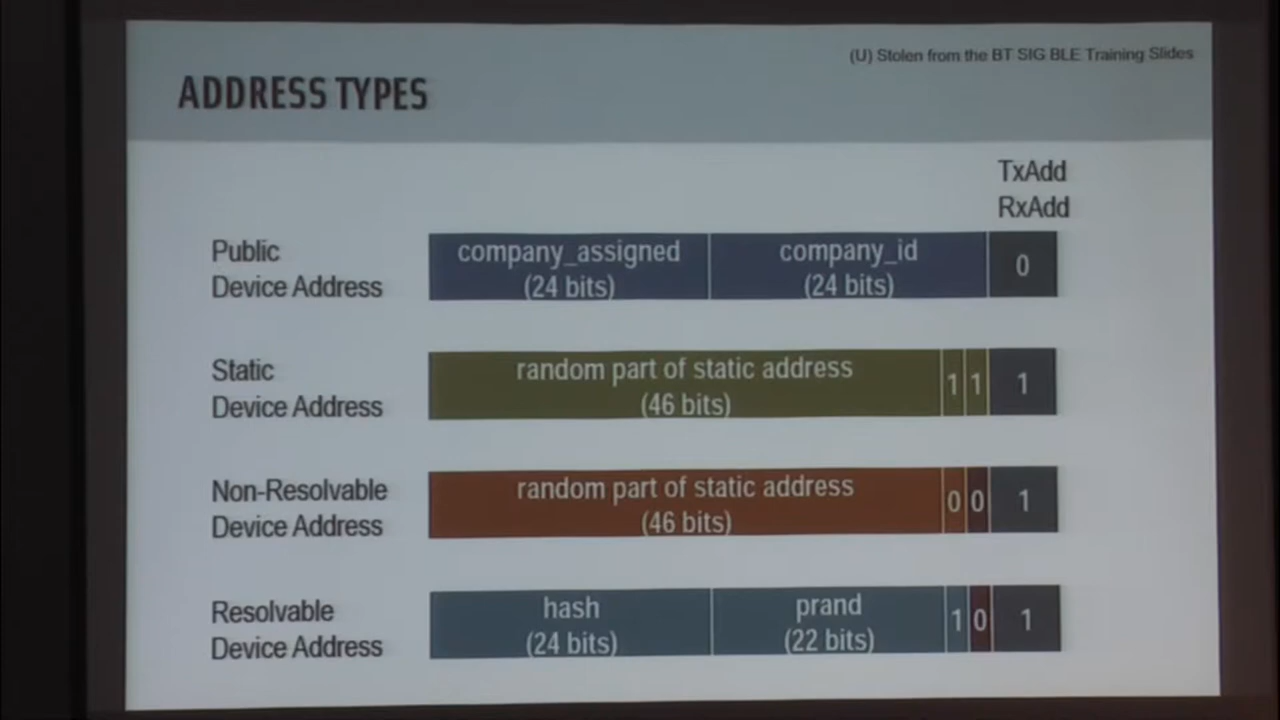 (U) Stolen from the BT SIG BLE Training Slides
ADDRESS TYPES
TxAdd
RxAdd
Public
Device Address
company_assigned
(24 bits)
company_id
(24 bits)
0
Static
Device Address
random part of static address
(46 bits)
1 1
1
Non-Resolvable
Device Address
random part of static address
(46 bits)
0 0
1
Resolvable
Device Address
hash
(24 bits)
prand
(22 bits)
1 0
1